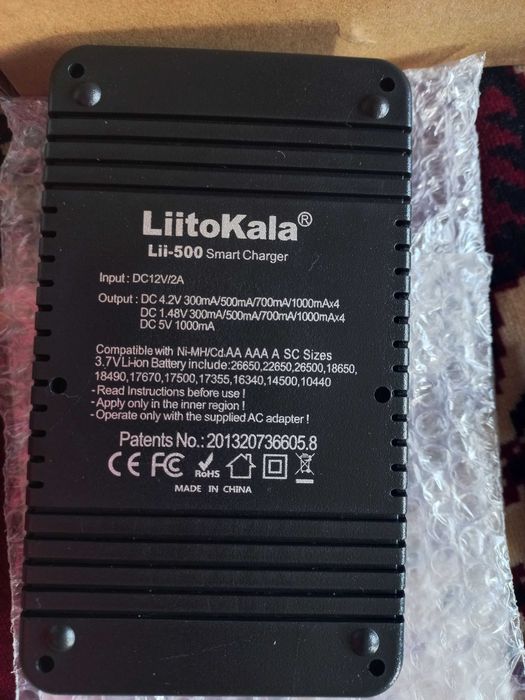 LiitoKala®
Lii-500 Smart Charger
Input : DC12V/2A
Output : DC 4.2V 300mA/500mA/700mA/1000mAx4
DC 1.48V 300mA/500mA/700mA/1000mAx4
DC 5V 1000mA
Compatible with Ni-MH/Cd.AA AAA A SC Sizes
3.7VLi-ion Battery include:26650,22650,26500,18650,
18490,17670,17500,17355,16340,14500,10440
- Read Instructions before use !
- Apply only in the inner region !
- Operate only with the supplied AC adapter !
Patents No.: 201320736605.8
CE FC RoHS
MADE IN CHINA